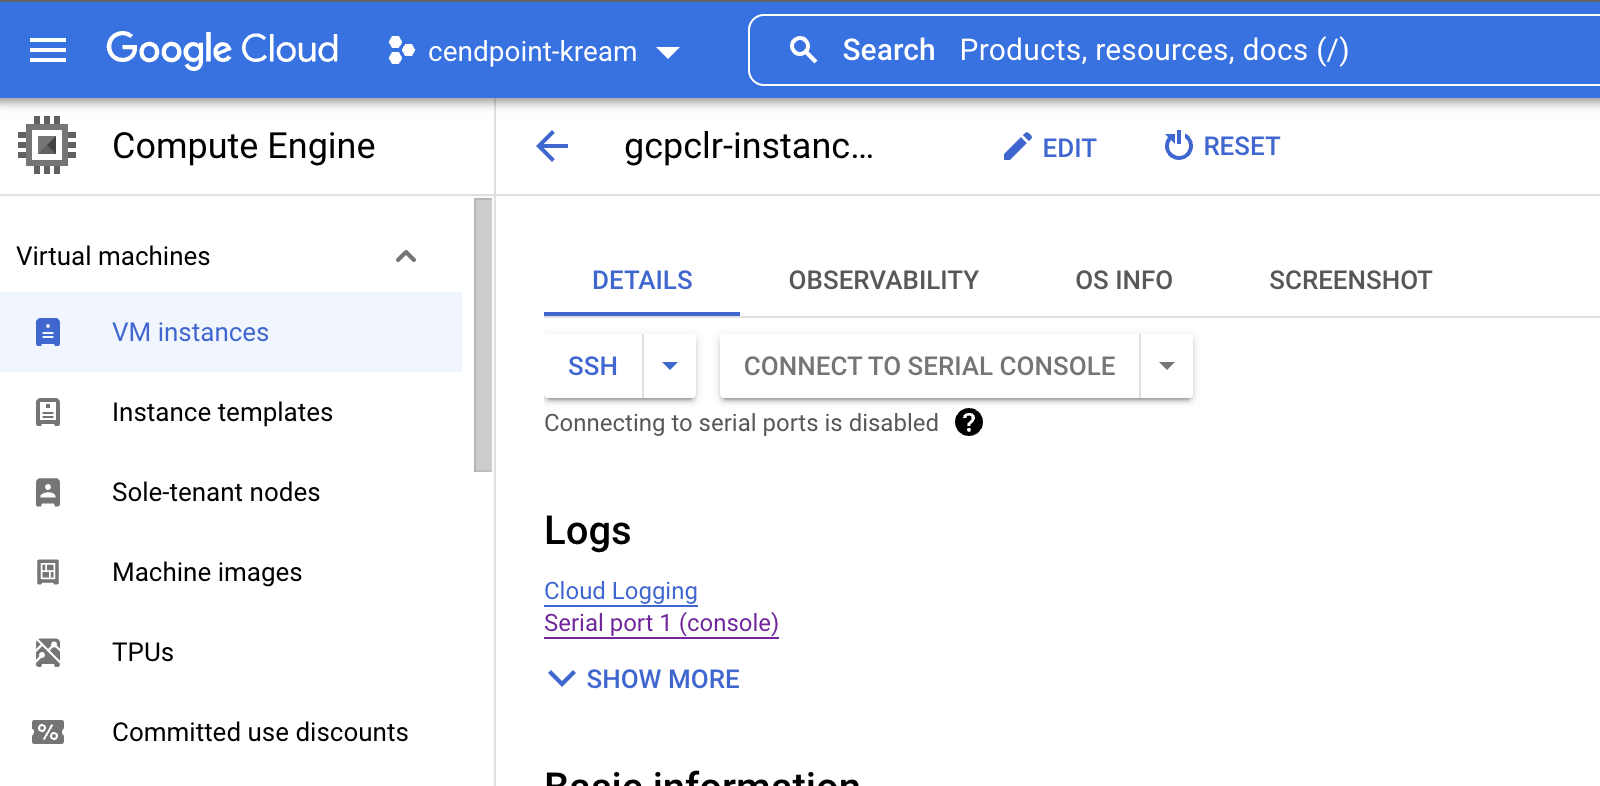 Google Cloud
cendpoint-kream
Search Products, resources, docs (/)
Compute Engine
gcpclr-instanc...
EDIT
RESET
Virtual machines
VM instances
Instance templates
Sole-tenant nodes
Machine images
TPUs
% Committed use discounts
DETAILS
OBSERVABILITY
OS INFO
SCREENSHOT
SSH
CONNECT TO SERIAL CONSOLE
Connecting to serial ports is disabled ?
Logs
Cloud Logging
Serial port 1 (console)
SHOW MORE
Basic information